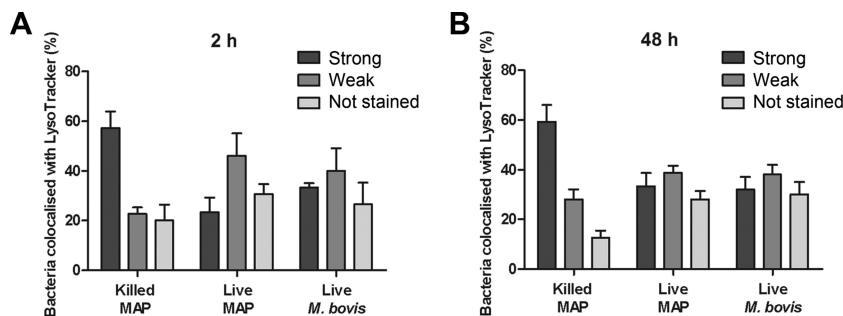 A
2 h
Strong
Weak
Not stained
Bacteria colocalised with LysoTracker (%)
80
60
40
20
0
Killed
MAP
Live
MAP
Live
M. bovis
B
48 h
Strong
Weak
Not stained
Bacteria colocalised with LysoTracker (%)
80
60
40
20
0
Killed
MAP
Live
MAP
Live
M. bovis